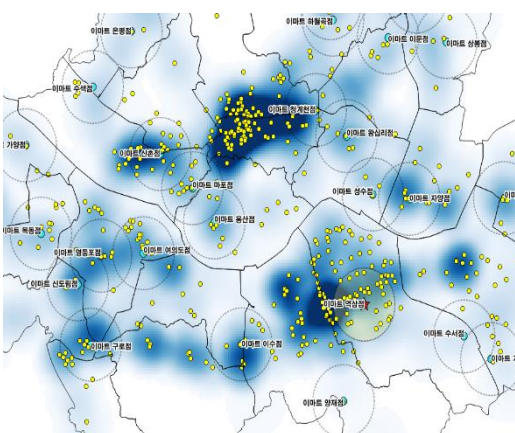 이마트 하월곡점
이마트 은평점
이마트 이문점
이마트 상봉점
이마트 수색점
이마트 청계천점
이마트 왕십리점
가양점
이마트 신촌점
이마트 마포점
이마트 성수점
이마트 자양점
이마트 용산점
이마트 목동점
이마트 영등포점
이마트 여의도점
이마트 신도림점
이마트 역삼점
이마트 수서점
이마트 구로점
이마트 이수점
이마트
이마트 양재점